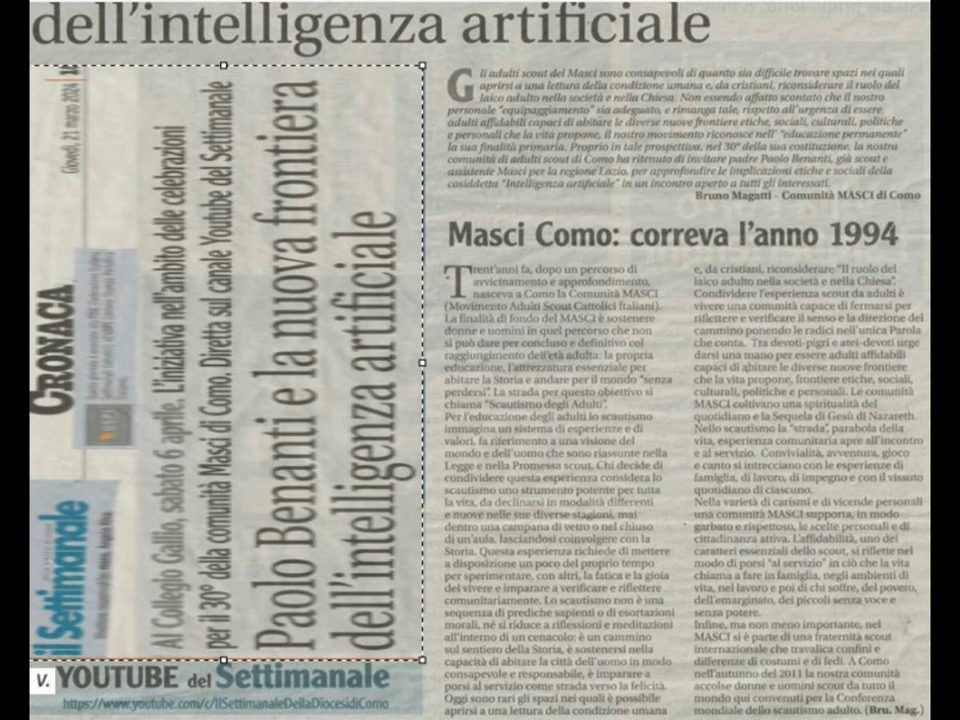 dell'intelligenza artificiale
Giovedì, 21 marzo 2024
CRONACA
il Settimanale
Al Collegio Gallio, sabato 6 aprile. L'iniziativa nell'ambito delle celebrazioni
per il 30° della comunità Masci di Como. Diretta sul canale Youtube del Settimanale
Paolo Benanti e la nuova frontiera
dell'intelligenza artificiale
v. YOUTUBE del Settimanale
https://www.youtube.com/c/IlSettimanaleDellaDiocesidiComo
Gli adulti scout del Masci sono consapevoli di quanto sia difficile trovare spazi nei quali
aprirsi a una lettura della condizione umana e, da cristiani, riconsiderare il ruolo del
laico adulto nella società e nella Chiesa. Non essendo affatto scontato che il nostro
personale "equipaggiamento" sia adeguato, e rimanga tale, rispetto all'urgenza di essere
adulti affidabili capaci di abitare le diverse nuove frontiere etiche, sociali, culturali, politiche
e personali che la vita propone, il nostro movimento riconosce nell' "educazione permanente"
la sua finalità primaria. Proprio in tale prospettiva, nel 30° della sua costituzione, la nostra
comunità di adulti scout di Como ha ritenuto di invitare padre Paolo Benanti, già scout e
assistente Masci per la regione Lazio, per approfondire le implicazioni etiche e sociali della
cosiddetta "Intelligenza artificiale" in un incontro aperto a tutti gli interessati.
Bruno Magatti - Comunità MASCI di Como
Masci Como: correva l'anno 1994
Trent'anni fa, dopo un percorso di
avvicinamento e approfondimento,
nasceva a Como la Comunità MASCI
(Movimento Adulti Scout Cattolici Italiani).
La finalità di fondo del MASCI è sostenere
donne e uomini in quel percorso che non
si può dare per concluso e definitivo col
raggiungimento dell'età adulta: la propria
educazione, l'attrezzatura essenziale per
abitare la Storia e andare per il mondo "senza
perdersi". La strada per questo obiettivo si
chiama "Scautismo degli Adulti".
Per l'educazione degli adulti lo scautismo
immagina un sistema di esperienze e di
valori, fa riferimento a una visione del
mondo e dell'uomo che sono riassunte nella
Legge e nella Promessa scout. Chi decide di
condividere questa esperienza considera lo
scautismo uno strumento potente per tutta
la vita, da declinarsi in modalità differenti
e nuove nelle sue diverse stagioni, mai
dentro una campana di vetro o nel chiuso
di un'aula, lasciandosi coinvolgere con la
Storia. Questa esperienza richiede di mettere
a disposizione un poco del proprio tempo
per sperimentare, con altri, la fatica e la gioia
del vivere e imparare a verificare e riflettere
comunitariamente. Lo scautismo non è una
sequenza di prediche sapienti o di esortazioni
morali, né si riduce a riflessioni e meditazioni
all'interno di un cenacolo: è un cammino
sul sentiero della Storia, è sostenersi nella
capacità di abitare la città dell'uomo in modo
consapevole e responsabile, è imparare a
porsi al servizio come strada verso la felicità.
Oggi sono rari gli spazi nei quali è possibile
aprirsi a una lettura della condizione umana
e, da cristiani, riconsiderare "Il ruolo del
laico adulto nella società e nella Chiesa".
Condividere l'esperienza scout da adulti è
vivere una comunità capace di fermarsi per
riflettere e verificare il senso e la direzione del
cammino ponendo le radici nell'unica Parola
che conta. Tra devoti-pigri e atei-devoti urge
darsi una mano per essere adulti affidabili
capaci di abitare le diverse nuove frontiere
che la vita propone, frontiere etiche, sociali,
culturali, politiche e personali. Le comunità
MASCI coltivano una spiritualità del
quotidiano e la Sequela di Gesù di Nazareth.
Nello scautismo la "strada", parabola della
vita, esperienza comunitaria apre all'incontro
e al servizio. Convivialità, avventura, gioco
e canto si intrecciano con le esperienze di
famiglia, di lavoro, di impegno e con il vissuto
quotidiano di ciascuno.
Nella varietà di carismi e di vicende personali
una comunità MASCI supporta, in modo
garbato e rispettoso, le scelte personali e di
cittadinanza attiva. L'affidabilità, uno dei
caratteri essenziali dello scout, si riflette nel
modo di porsi "al servizio" in ciò che la vita
chiama a fare in famiglia, negli ambienti di
vita, nel lavoro e poi di chi soffre, del povero,
dell'emarginato, dei piccoli senza voce e
senza potere.
Infine, ma non meno importante, nel
MASCI si è parte di una fraternità scout
internazionale che travalica confini e
differenze di costumi e di fedi. A Como
nell'autunno del 2011 la nostra comunità
accolse donne e uomini scout da tutto il
mondo qui convenuti per la Conferenza
mondiale dello scautismo adulto. (Bru. Mag.)